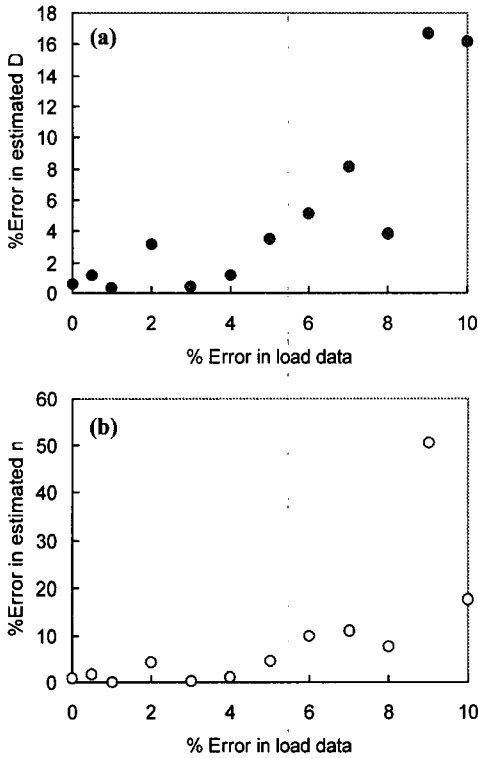 (a)
%Error in estimated D
18
16
14
12
10
8
6
4
2
0
0 2 4 6 8 10
% Error in load data
(b)
%Error in estimated n
60
50
40
30
20
10
0
0 2 4 6 8 10
% Error in load data